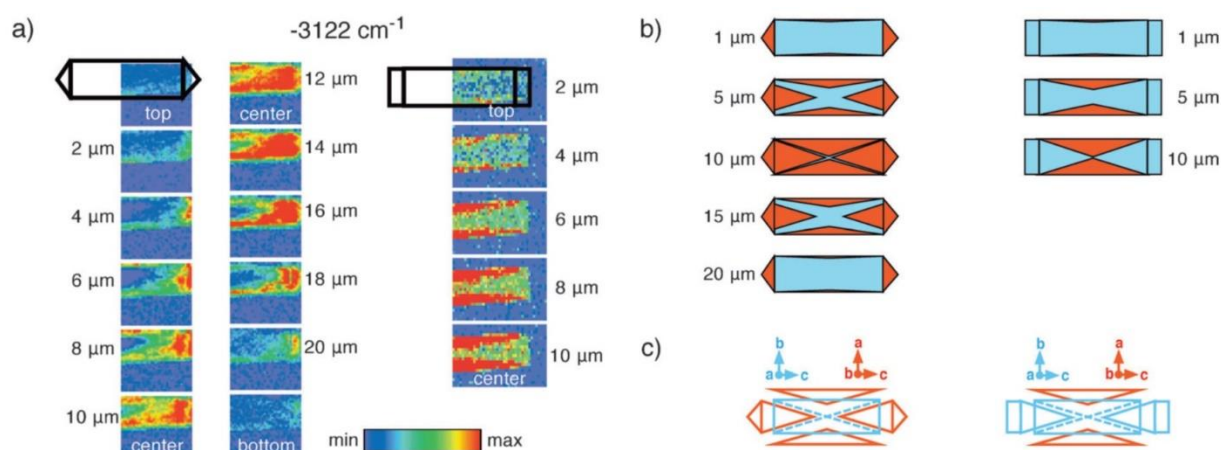 a)
-3122 cm⁻¹
top
2 μm
4 μm
6 μm
8 μm
10 μm
center
12 μm
center
14 μm
16 μm
18 μm
20 μm
bottom
2 μm
top
4 μm
6 μm
8 μm
10 μm
center
min
max
b)
1 μm
5 μm
10 μm
15 μm
20 μm
1 μm
5 μm
10 μm
c)
b
a c
a
b c
b
a c
a
b c